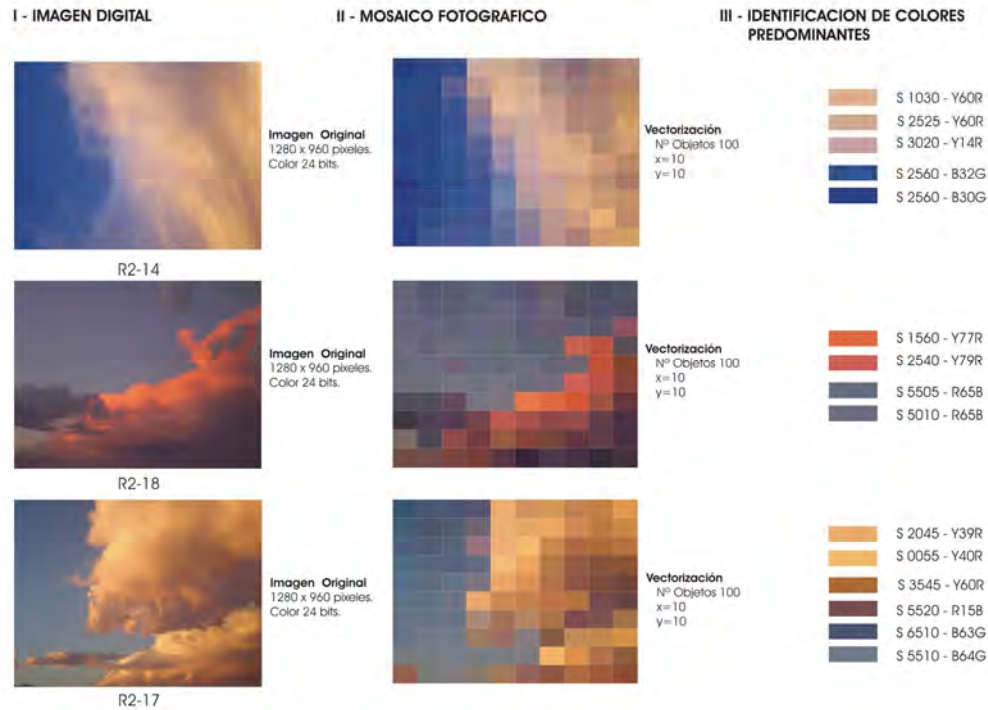 I - IMAGEN DIGITAL
II - MOSAICO FOTOGRAFICO
III - IDENTIFICACION DE COLORES
PREDOMINANTES
Imagen Original
1280 x 960 pixeles.
Color 24 bits.
R2-14
Vectorización
Nº Objetos 100
x=10
y=10
S 1030 - Y60R
S 2525 - Y60R
S 3020 - Y14R
S 2560 - B32G
S 2560 - B30G
Imagen Original
1280 x 960 pixeles.
Color 24 bits.
R2-18
Vectorización
Nº Objetos 100
x=10
y=10
S 1560 - Y77R
S 2540 - Y79R
S 5505 - R65B
S 5010 - R65B
Imagen Original
1280 x 960 pixeles.
Color 24 bits.
R2-17
Vectorización
Nº Objetos 100
x=10
y=10
S 2045 - Y39R
S 0055 - Y40R
S 3545 - Y60R
S 5520 - R15B
S 6510 - B63G
S 5510 - B64G